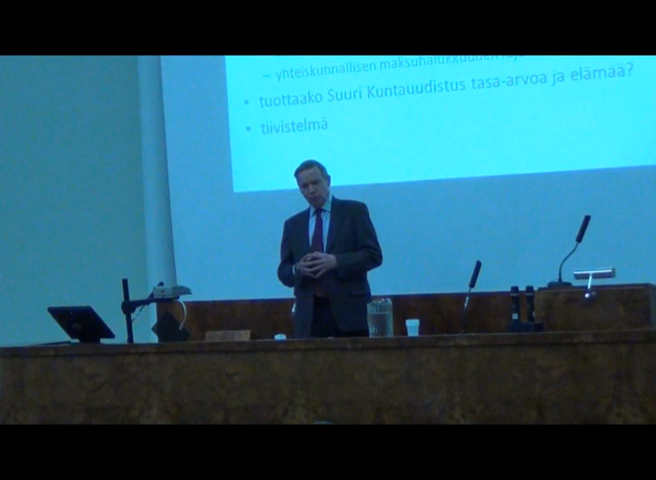 – yhteiskunnallisen maksuhalukkuuden
• tuottaako Suuri Kuntauudistus tasa-arvoa ja elämää?
• tiivistelmä